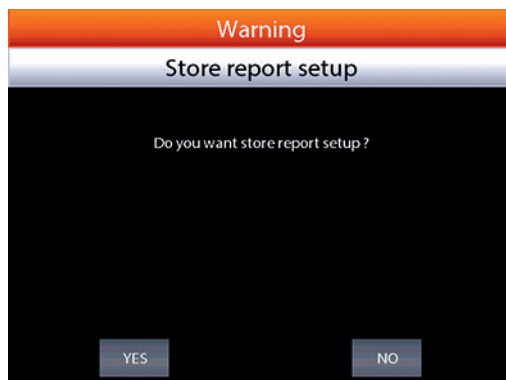 Warning
Store report setup
Do you want store report setup ?
YES NO